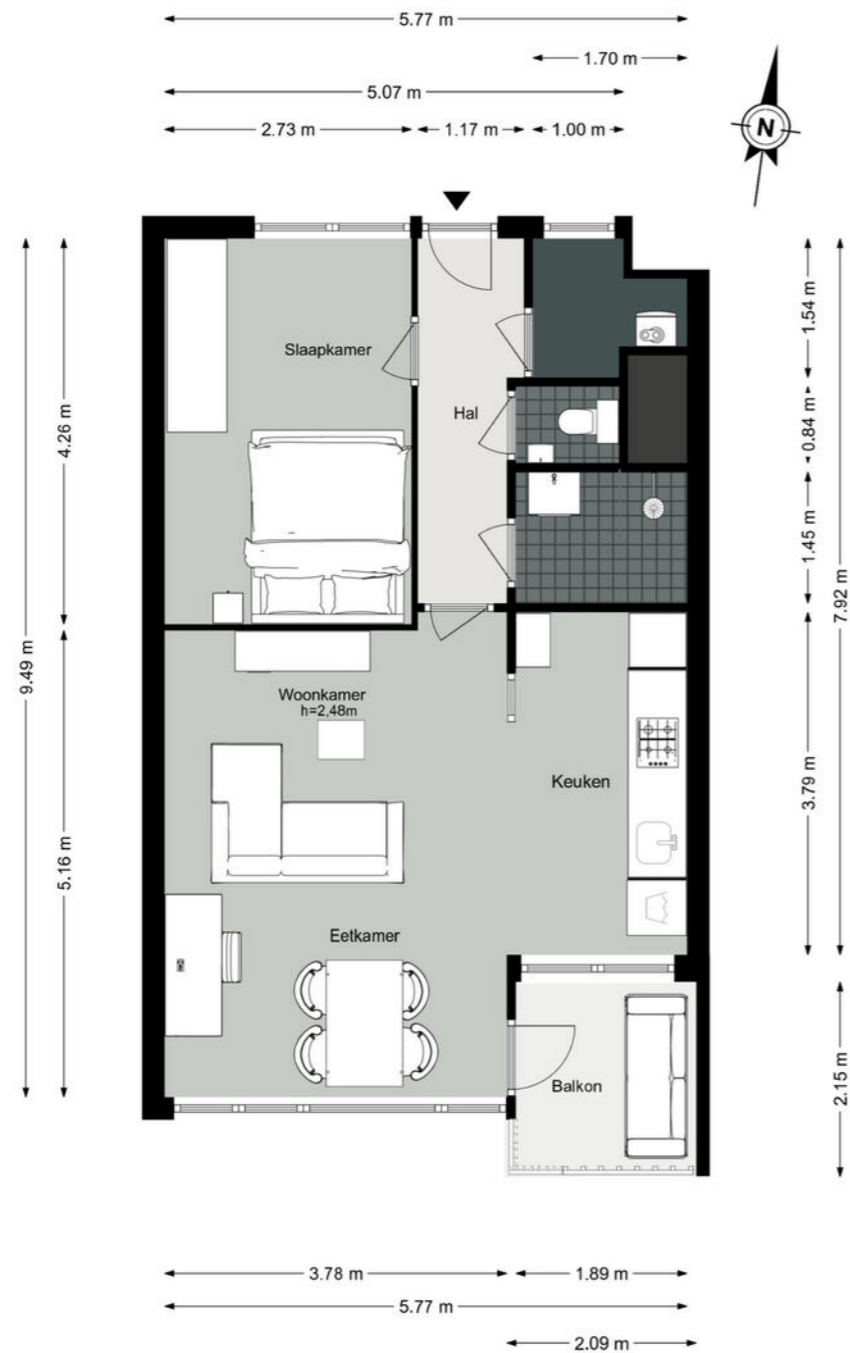 5.77 m
1.70 m
5.07 m
2.73 m
1.17 m
1.00 m
N
Slaapkamer
Hal
1.54 m
0.84 m
4.26 m
1.45 m
7.92 m
9.49 m
Woonkamer
h=2,48m
Keuken
3.79 m
5.16 m
Eetkamer
Balkon
2.15 m
3.78 m
1.89 m
5.77 m
2.09 m